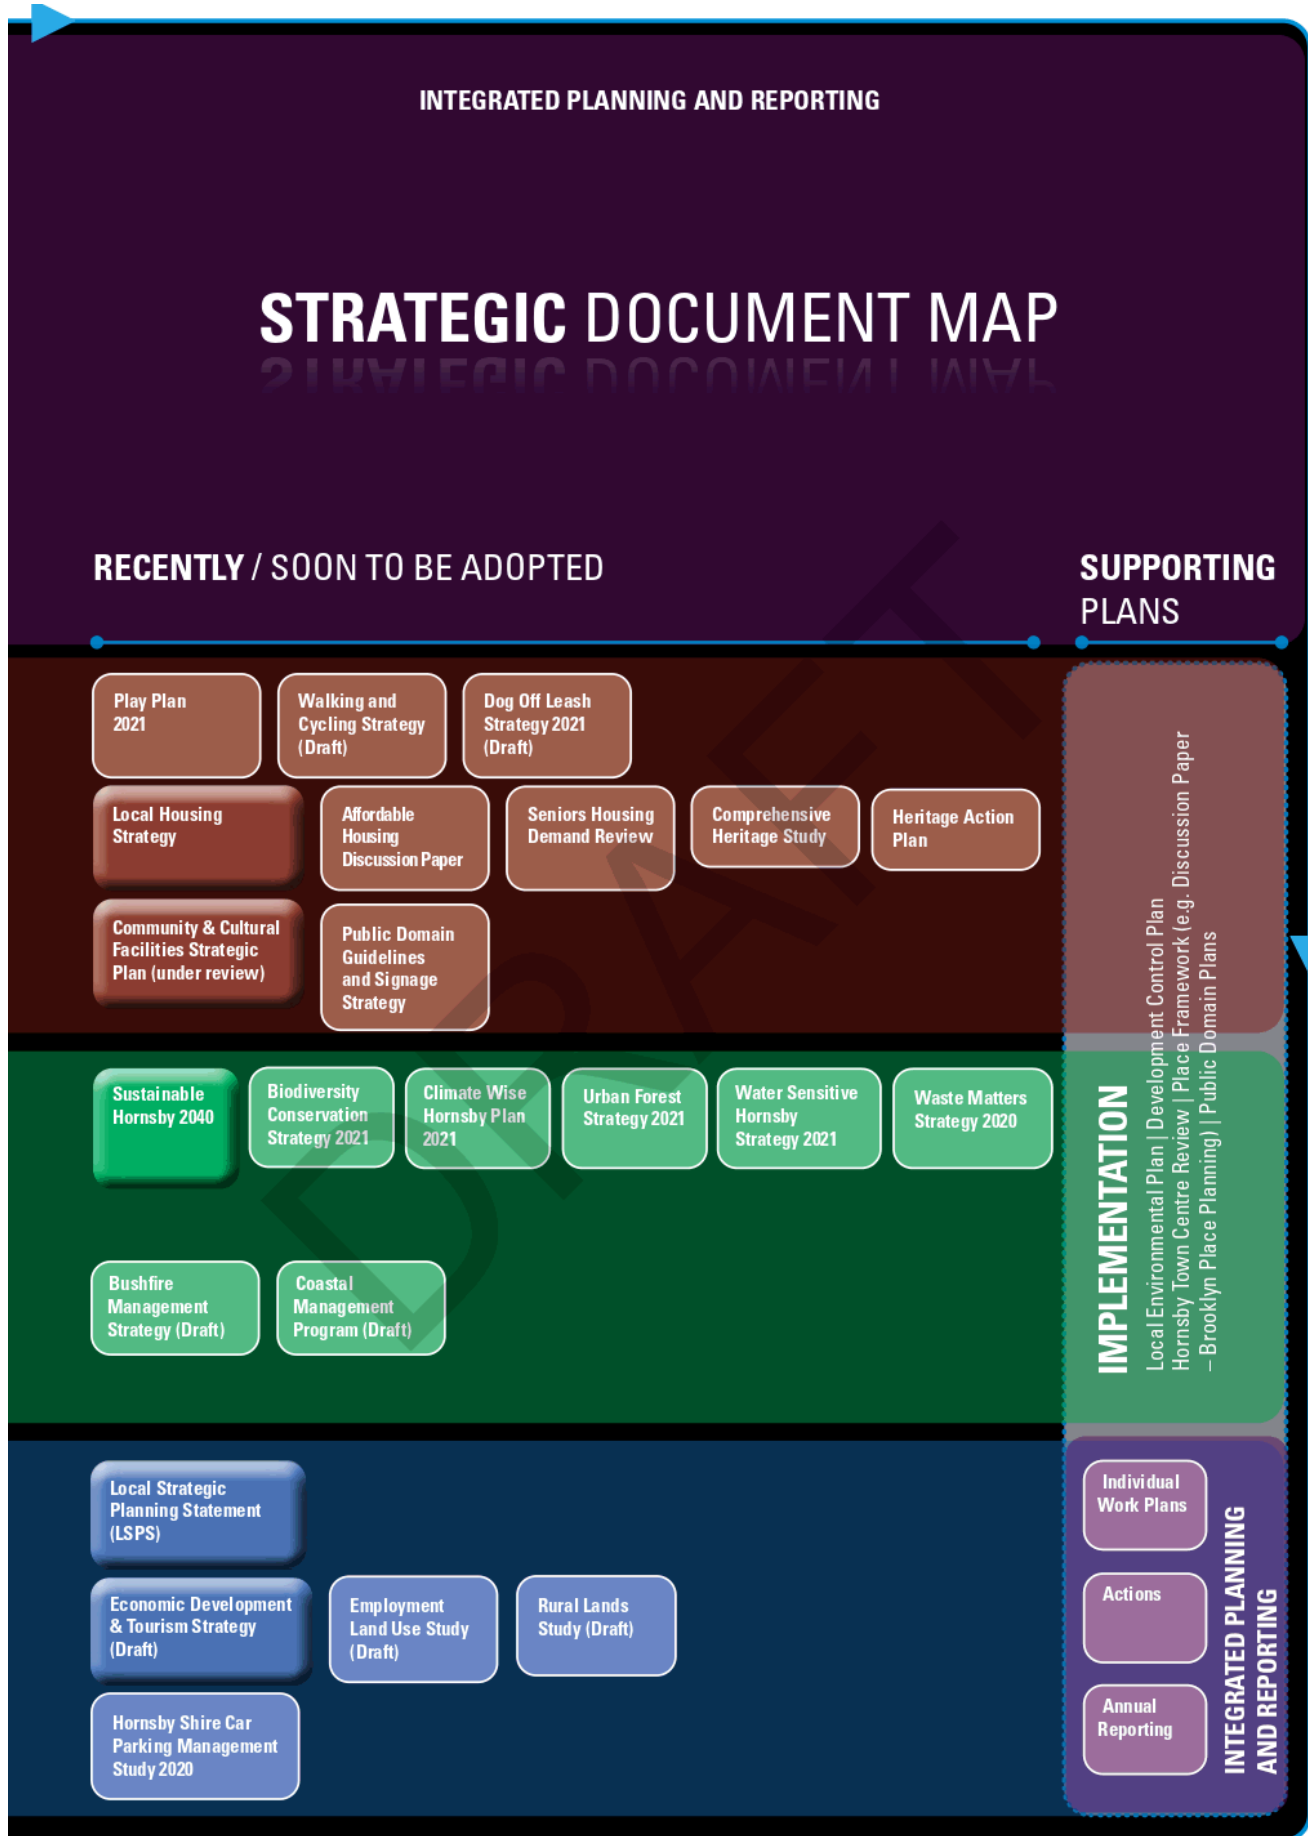 INTEGRATED PLANNING AND REPORTING
STRATEGIC DOCUMENT MAP
RECENTLY / SOON TO BE ADOPTED
SUPPORTING
PLANS
Play Plan
2021
Walking and
Cycling Strategy
(Draft)
Dog Off Leash
Strategy 2021
(Draft)
Local Housing
Strategy
Affordable
Housing
Discussion Paper
Seniors Housing
Demand Review
Comprehensive
Heritage Study
Heritage Action
Plan
Community & Cultural
Facilities Strategic
Plan (under review)
Public Domain
Guidelines
and Signage
Strategy
Sustainable
Hornsby 2040
Biodiversity
Conservation
Strategy 2021
Climate Wise
Hornsby Plan
2021
Urban Forest
Strategy 2021
Water Sensitive
Hornsby
Strategy 2021
Waste Matters
Strategy 2020
Bushfire
Management
Strategy (Draft)
Coastal
Management
Program (Draft)
Local Strategic
Planning Statement
(LSPS)
Economic Development
& Tourism Strategy
(Draft)
Employment
Land Use Study
(Draft)
Rural Lands
Study (Draft)
Hornsby Shire Car
Parking Management
Study 2020
IMPLEMENTATION
Local Environmental Plan | Development Control Plan
Hornsby Town Centre Review | Place Framework (e.g. Discussion Paper
– Brooklyn Place Planning) | Public Domain Plans
Individual
Work Plans
Actions
Annual
Reporting
INTEGRATED PLANNING
AND REPORTING
DRAFT